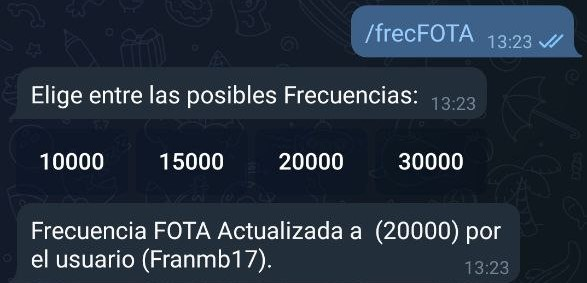 /frecFOTA 13:23
Elige entre las posibles Frecuencias: 13:23
10000 15000 20000 30000
Frecuencia FOTA Actualizada a (20000) por
el usuario (Franmb17).
13:23